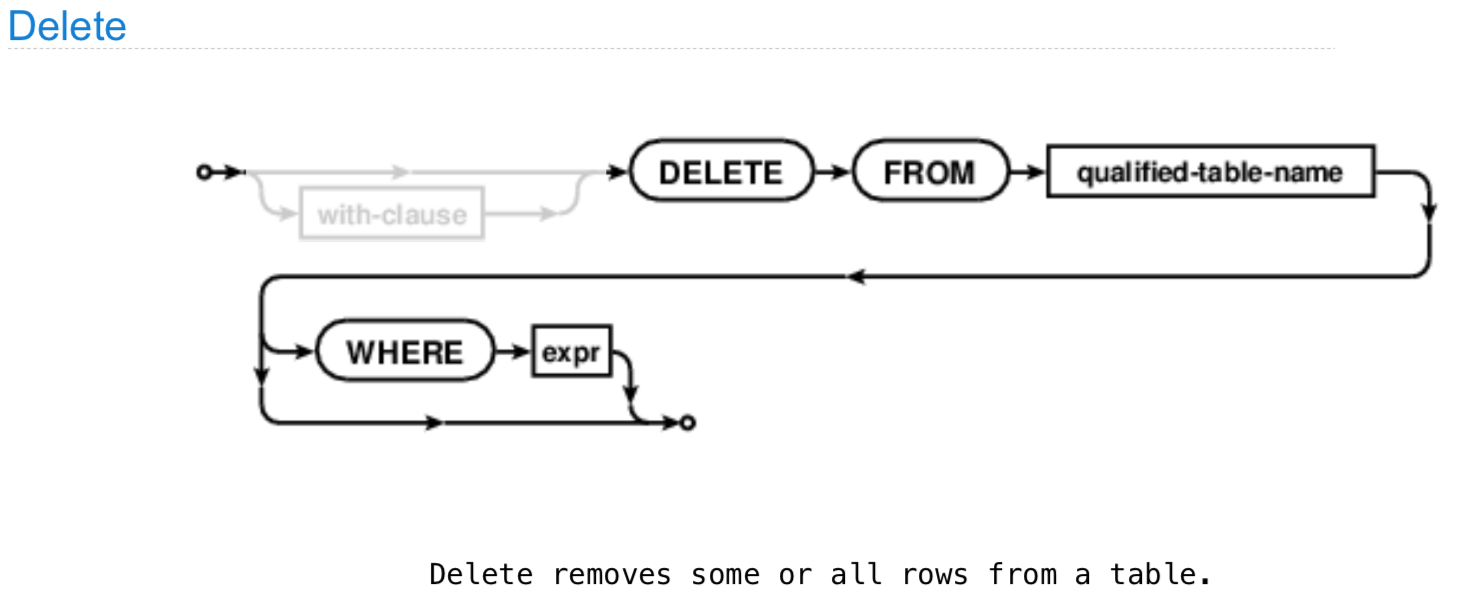 Delete
DELETE FROM qualified-table-name
with-clause
WHERE expr
Delete removes some or all rows from a table.